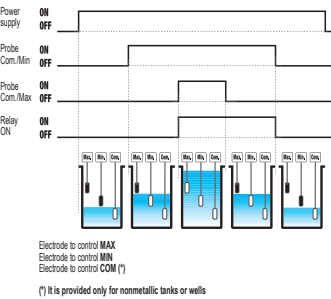 Power
supply
ON
OFF
Probe
Com./Min
ON
OFF
Probe
Com./Max
ON
OFF
Relay
ON
ON
OFF
Max. Min. Com. Max. Min. Com. Max. Min. Com. Max. Min. Com. Max. Min. Com.
Electrode to control MAX
Electrode to control MIN
Electrode to control COM (*)
(*) It is provided only for nonmetallic tanks or wells